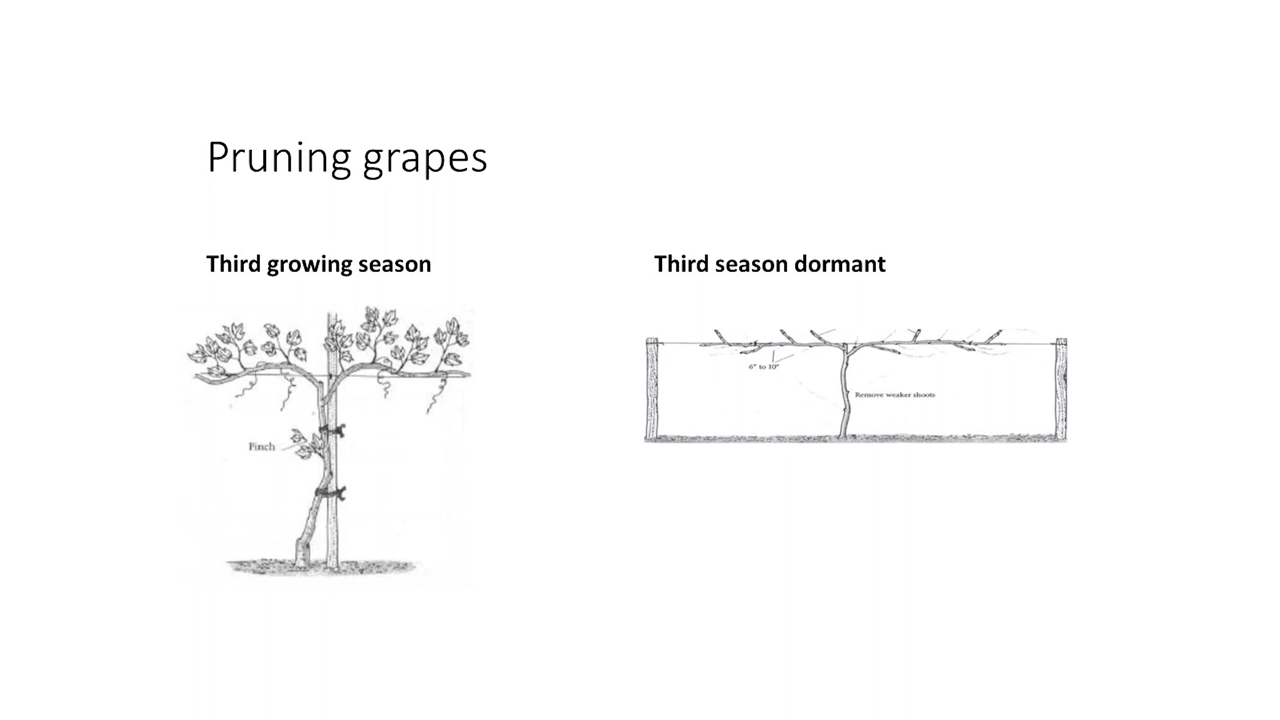 Pruning grapes
Third growing season
Third season dormant
Pinch
6" to 10"
Remove weaker shoots